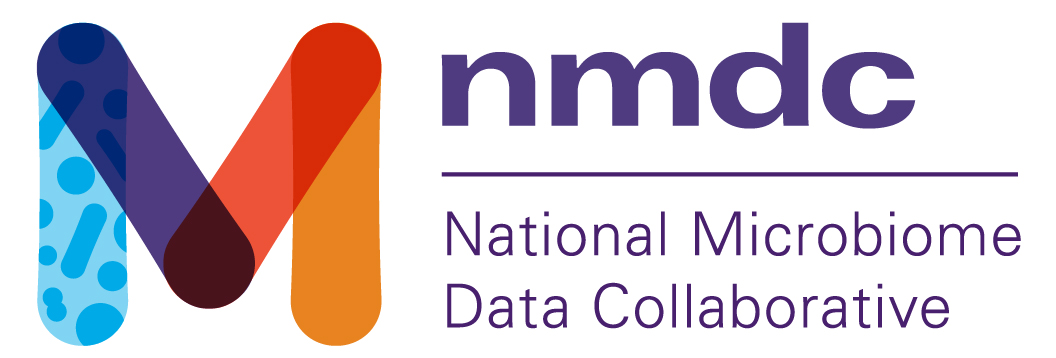 nmdc
National Microbiome
Data Collaborative